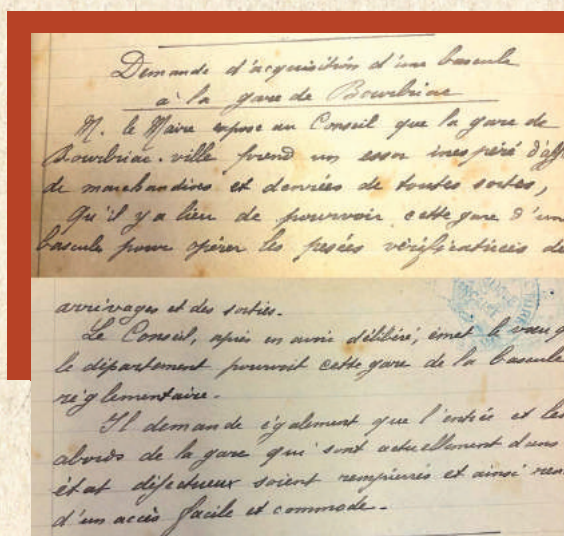 Demande d'acquisition d'une bascule
à la gare de Bourbriac
M. le Maire expose au Conseil que la gare de
Bourbriac-ville prend un essor inespéré d'aff
de marchandises et denrées de toutes sortes,
Qu'il y a lieu de pourvoir cette gare d'un
bascule pour opérer les pesées vérificatrices de
arrivages et des sorties.
Le Conseil, après en avoir délibéré, émet le vœu q
le département pourvoit cette gare de la bascule
réglementaire.
Il demande également que l'entrée et les
abords de la gare qui sont actuellement dans
état défectueux soient rempierrés et ainsi ren
d'un accès facile et commode.